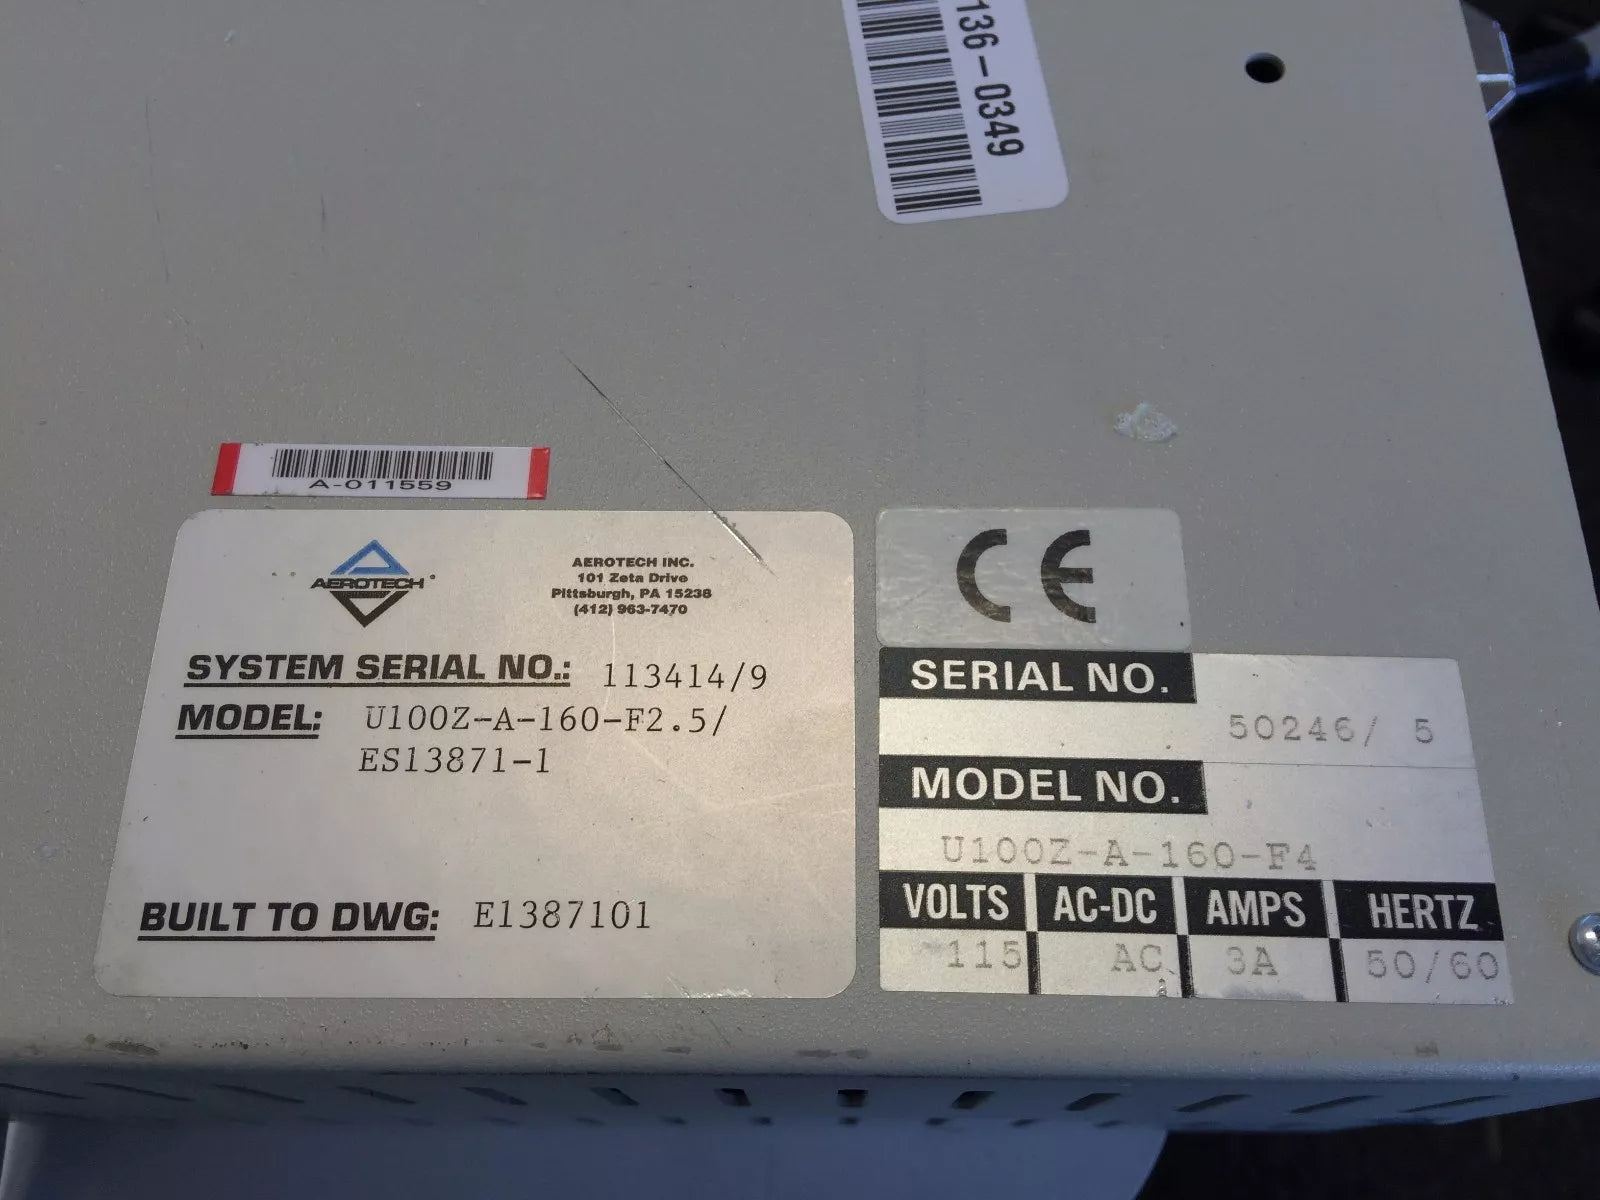 136-0349
A-011559
AEROTECH
AEROTECH INC.
101 Zeta Drive
Pittsburgh, PA 15238
(412) 963-7470
SYSTEM SERIAL NO.: 113414/9
MODEL: U100Z-A-160-F2.5/
ES13871-1
BUILT TO DWG: E1387101
CE
SERIAL NO.
50246/ 5
MODEL NO.
U100Z-A-160-F4
VOLTS AC-DC AMPS HERTZ
115 AC 3A 50/60